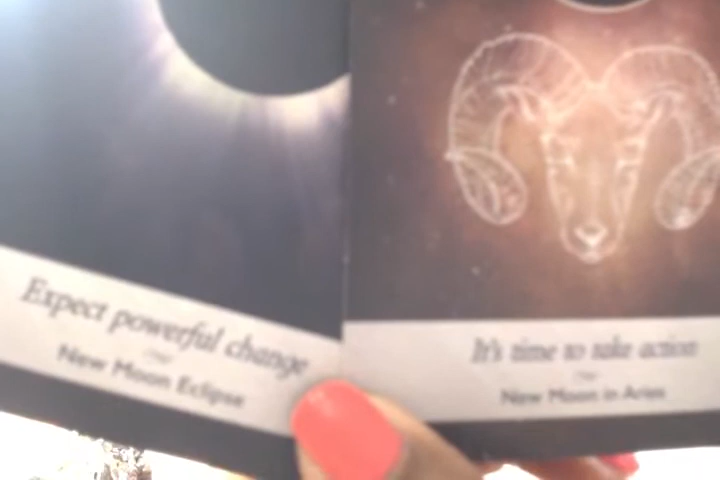 Expect powerful change
New Moon Eclipse
It's time to take action
New Moon in Aries